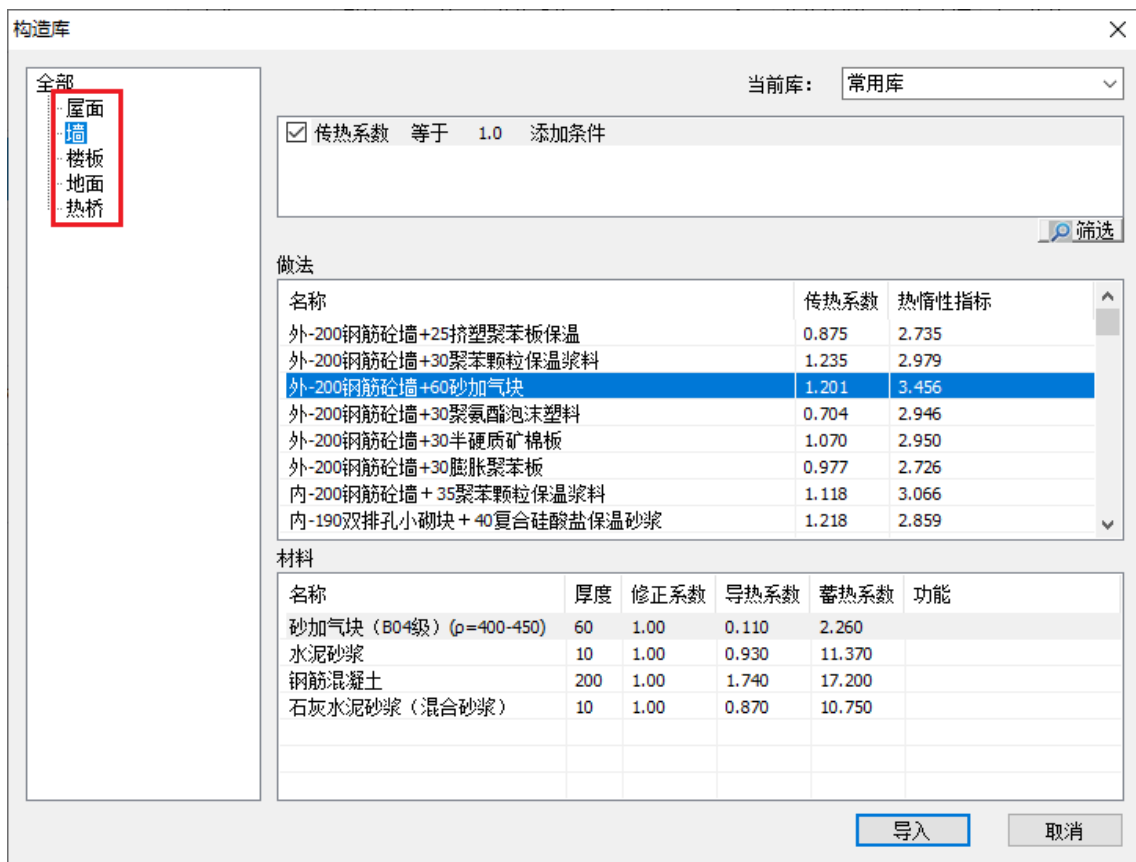 构造库
全部
屋面
墙
楼板
地面
热桥
当前库： 常用库
传热系数 等于 1.0 添加条件
筛选
做法
名称 传热系数 热惰性指标
外-200钢筋砼墙+25挤塑聚苯板保温 0.875 2.735
外-200钢筋砼墙+30聚苯颗粒保温浆料 1.235 2.979
外-200钢筋砼墙+60砂加气块 1.201 3.456
外-200钢筋砼墙+30聚氨酯泡沫塑料 0.704 2.946
外-200钢筋砼墙+30半硬质矿棉板 1.070 2.950
外-200钢筋砼墙+30膨胀聚苯板 0.977 2.726
内-200钢筋砼墙＋35聚苯颗粒保温浆料 1.118 3.066
内-190双排孔小砌块＋40复合硅酸盐保温砂浆 1.218 2.859
材料
名称 厚度 修正系数 导热系数 蓄热系数 功能
砂加气块（B04级）(ρ=400-450) 60 1.00 0.110 2.260
水泥砂浆 10 1.00 0.930 11.370
钢筋混凝土 200 1.00 1.740 17.200
石灰水泥砂浆（混合砂浆） 10 1.00 0.870 10.750
导入 取消